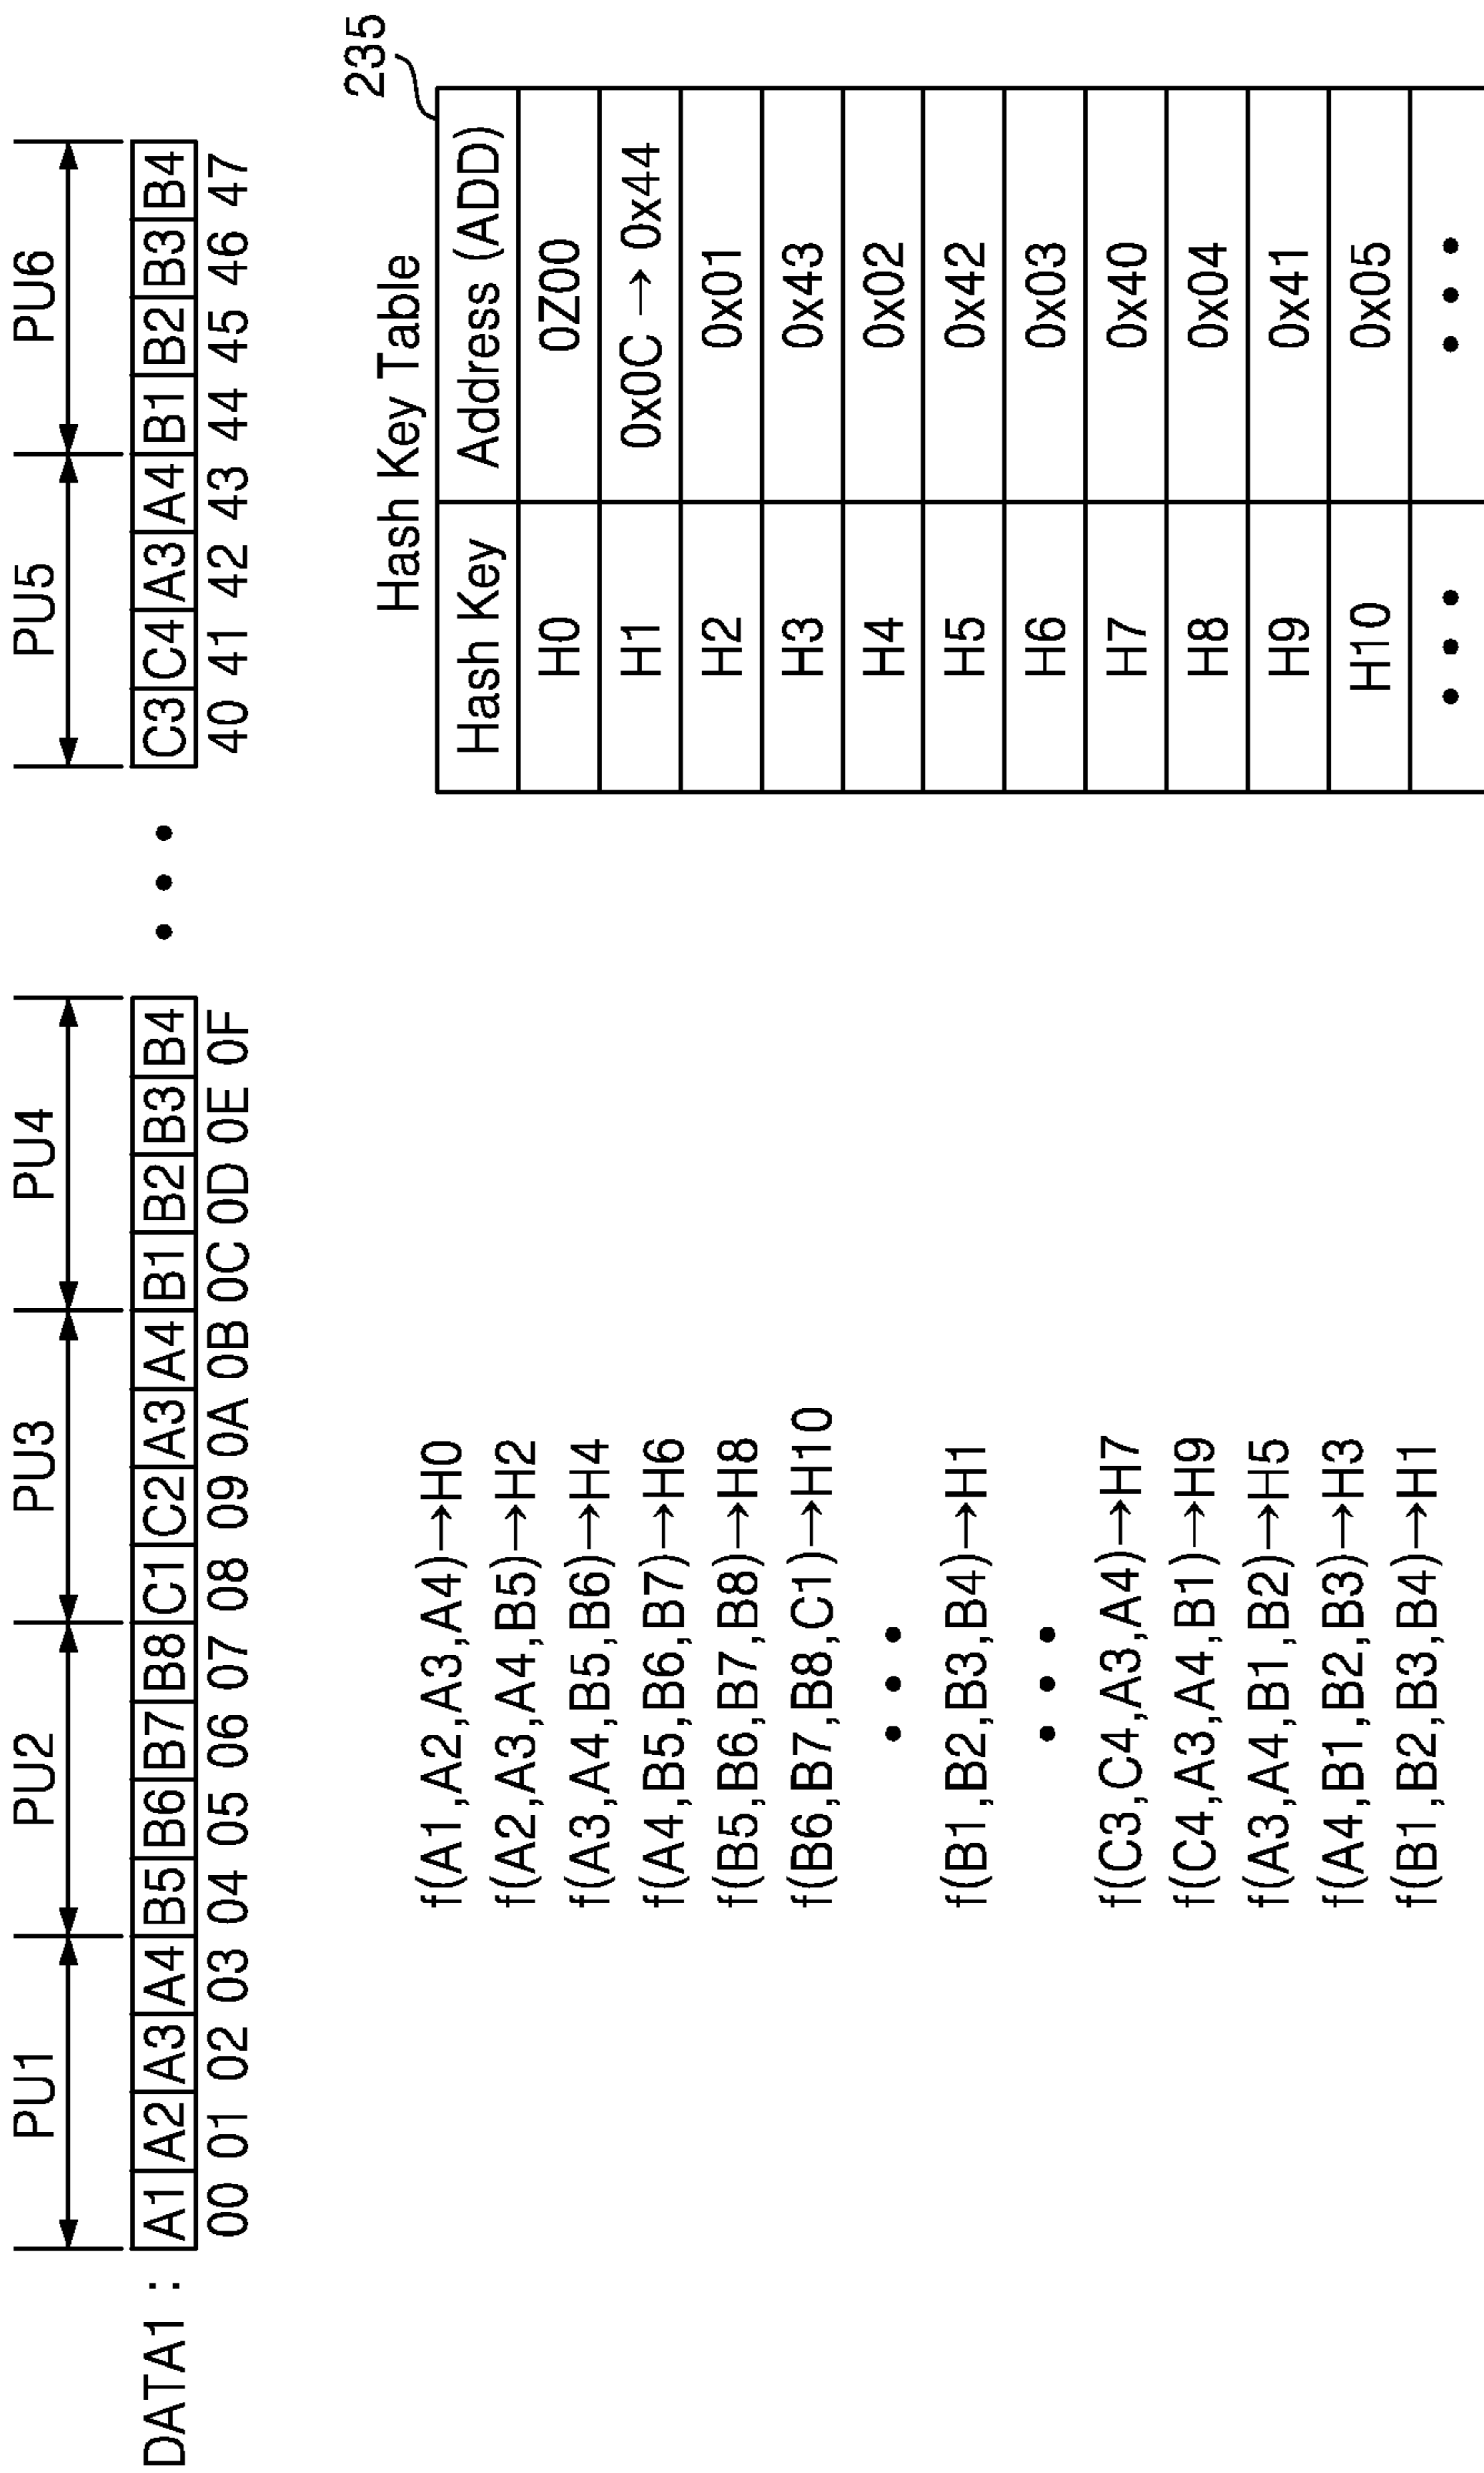 PU1 PU2 PU3 PU4 PU5 PU6
DATA1 : A1 A2 A3 A4 B5 B6 B7 B8 C1 C2 A3 A4 B1 B2 B3 B4 • • • C3 C4 A3 A4 B1 B2 B3 B4
00 01 02 03 04 05 06 07 08 09 0A 0B 0C 0D 0E 0F 40 41 42 43 44 45 46 47
f(A1,A2,A3,A4)→H0
f(A2,A3,A4,B5)→H2
f(A3,A4,B5,B6)→H4
f(A4,B5,B6,B7)→H6
f(B5,B6,B7,B8)→H8
f(B6,B7,B8,C1)→H10
• • •
f(B1,B2,B3,B4)→H1
• • •
f(C3,C4,A3,A4)→H7
f(C4,A3,A4,B1)→H9
f(A3,A4,B1,B2)→H5
f(A4,B1,B2,B3)→H3
f(B1,B2,B3,B4)→H1
235
Hash Key Table
Hash Key Address (ADD)
H0 0Z00
H1 0x0C → 0x44
H2 0x01
H3 0x43
H4 0x02
H5 0x42
H6 0x03
H7 0x40
H8 0x04
H9 0x41
H10 0x05
• • • • • •